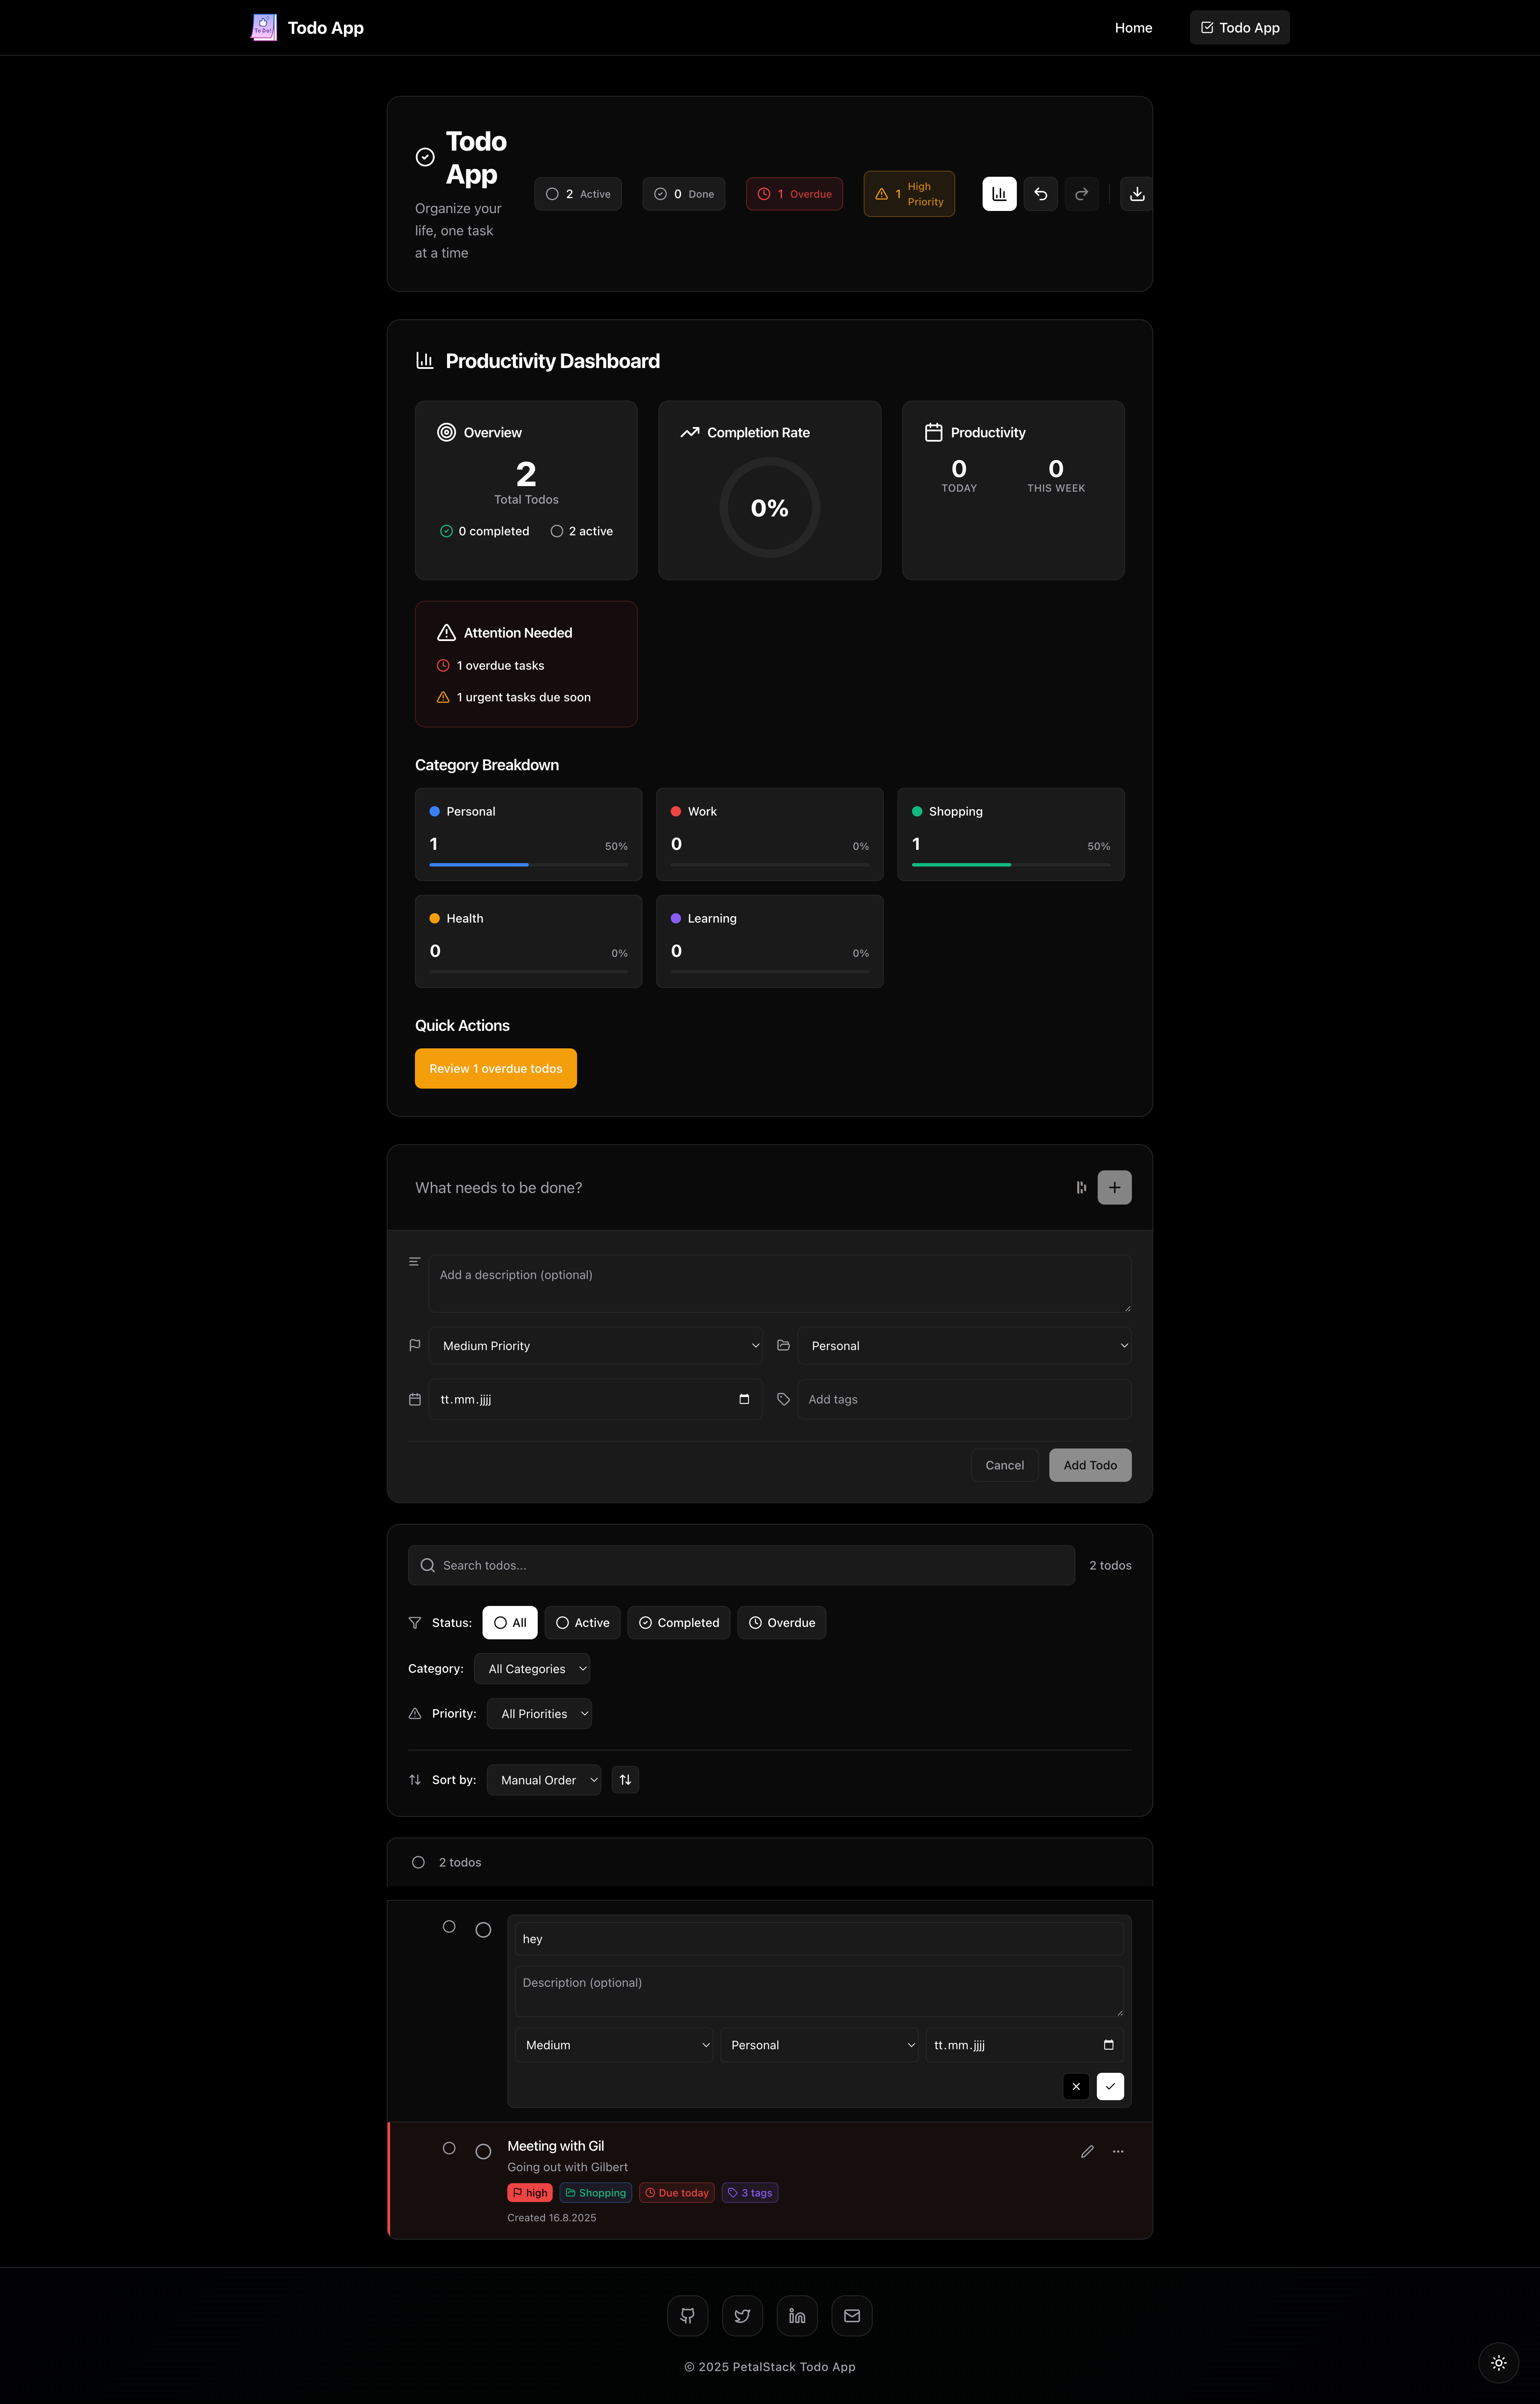 To Do!
Todo App
Home
Todo App
Todo
App
Organize your
life, one task
at a time
2 Active
0 Done
1 Overdue
1 High
Priority
Productivity Dashboard
Overview
2
Total Todos
0 completed
2 active
Completion Rate
0%
Productivity
0
TODAY
0
THIS WEEK
Attention Needed
1 overdue tasks
1 urgent tasks due soon
Category Breakdown
Personal
1
50%
Work
0
0%
Shopping
1
50%
Health
0
0%
Learning
0
0%
Quick Actions
Review 1 overdue todos
What needs to be done?
Add a description (optional)
Medium Priority
Personal
tt.mm.jjjj
Add tags
Cancel
Add Todo
Search todos...
2 todos
Status:
All
Active
Completed
Overdue
Category:
All Categories
Priority:
All Priorities
Sort by:
Manual Order
2 todos
hey
Description (optional)
Medium
Personal
tt.mm.jjjj
Meeting with Gil
Going out with Gilbert
high
Shopping
Due today
3 tags
Created 16.8.2025
© 2025 PetalStack Todo App